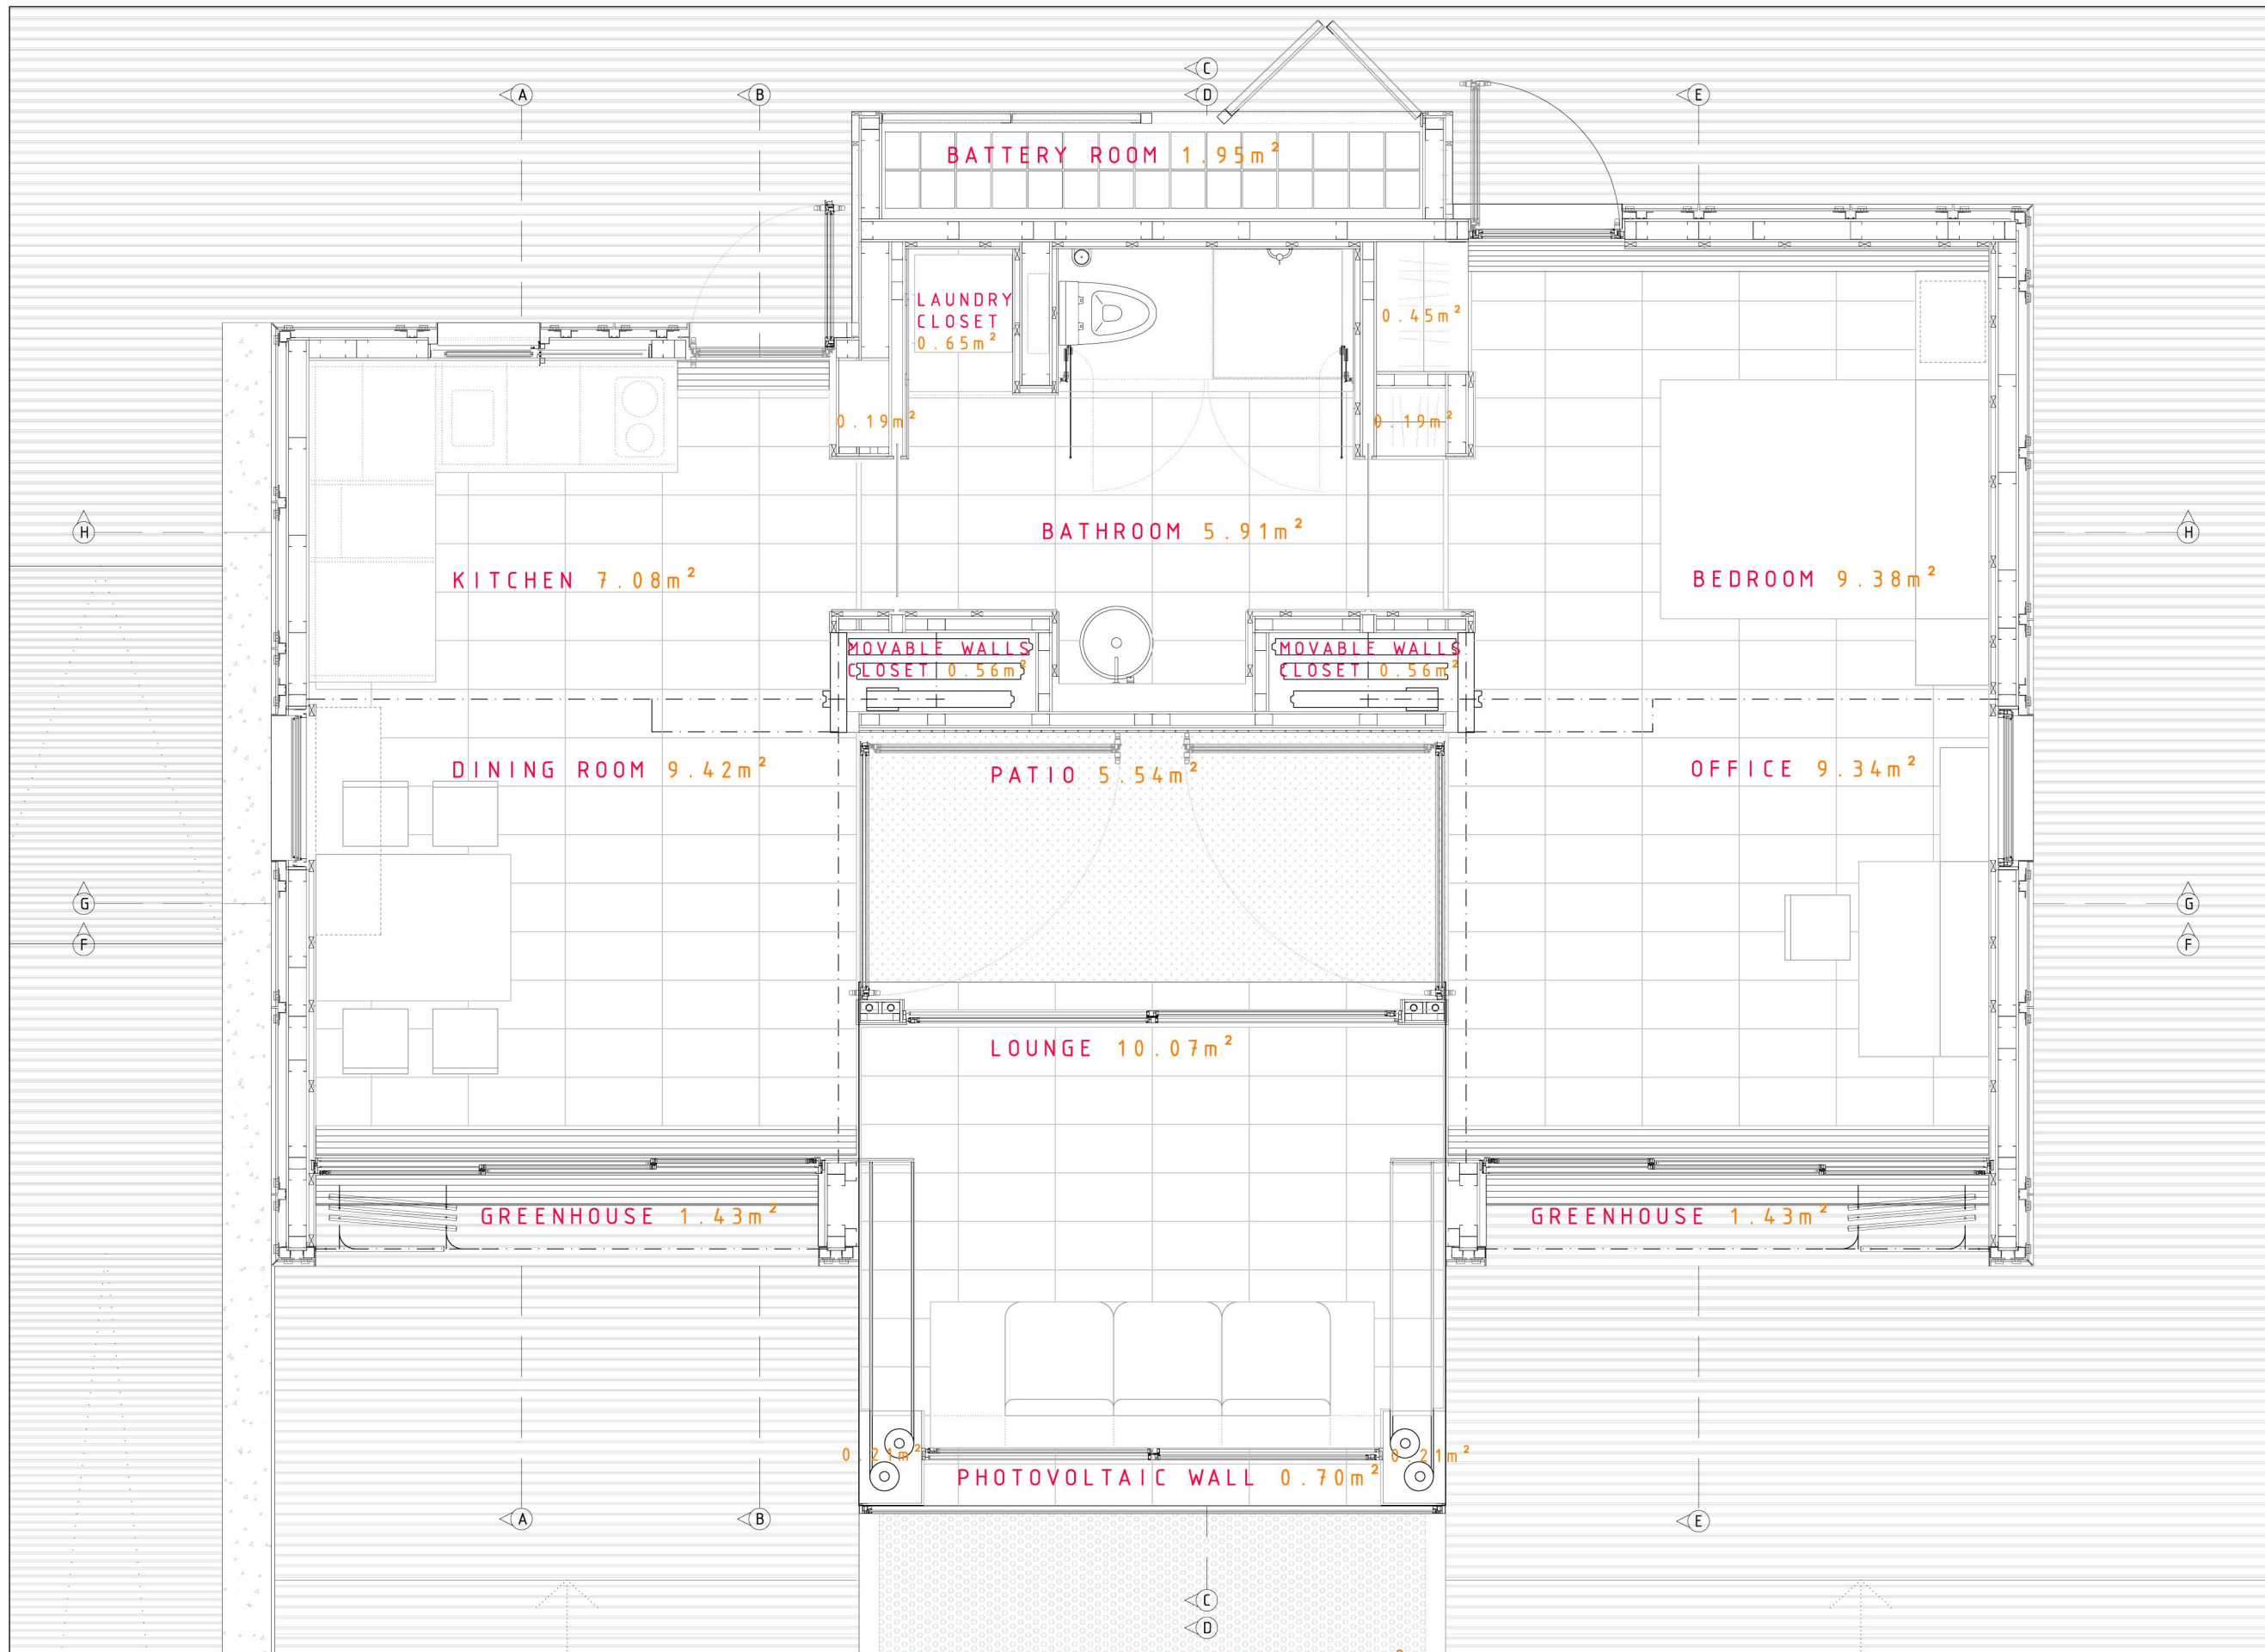 C
A
B
D
E
BATTERY ROOM 1.95m²
LAUNDRY
CLOSET
0.65m²
0.45m²
0.19m²
0.19m²
H
BATHROOM 5.91m²
H
KITCHEN 7.08m²
BEDROOM 9.38m²
MOVABLE WALLS
CLOSET 0.56m²
MOVABLE WALLS
CLOSET 0.56m²
DINING ROOM 9.42m²
PATIO 5.54m²
OFFICE 9.34m²
G
G
F
F
LOUNGE 10.07m²
GREENHOUSE 1.43m²
GREENHOUSE 1.43m²
0.21m²
0.21m²
PHOTOVOLTAIC WALL 0.70m²
A
B
E
C
D